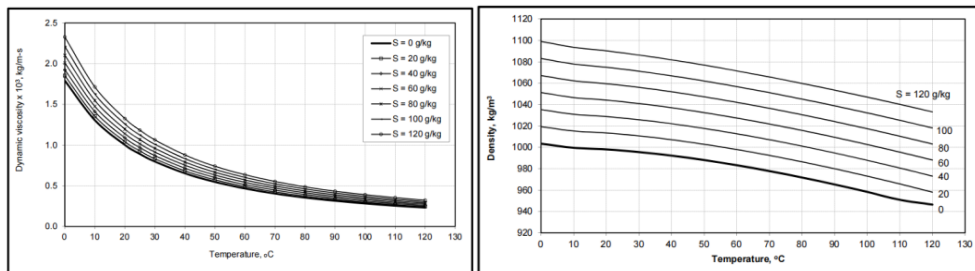 Dynamic viscosity x 10³, kg/m-s
2.5
2.0
1.5
1.0
0.5
0.0
0 10 20 30 40 50 60 70 80 90 100 110 120 130
Temperature, oC
S = 0 g/kg
S = 20 g/kg
S = 40 g/kg
S = 60 g/kg
S = 80 g/kg
S = 100 g/kg
S = 120 g/kg
Density, kg/m³
1120
1100
1080
1060
1040
1020
1000
980
960
940
920
0 10 20 30 40 50 60 70 80 90 100 110 120 130
Temperature, °C
S = 120 g/kg
100
80
60
40
20
0